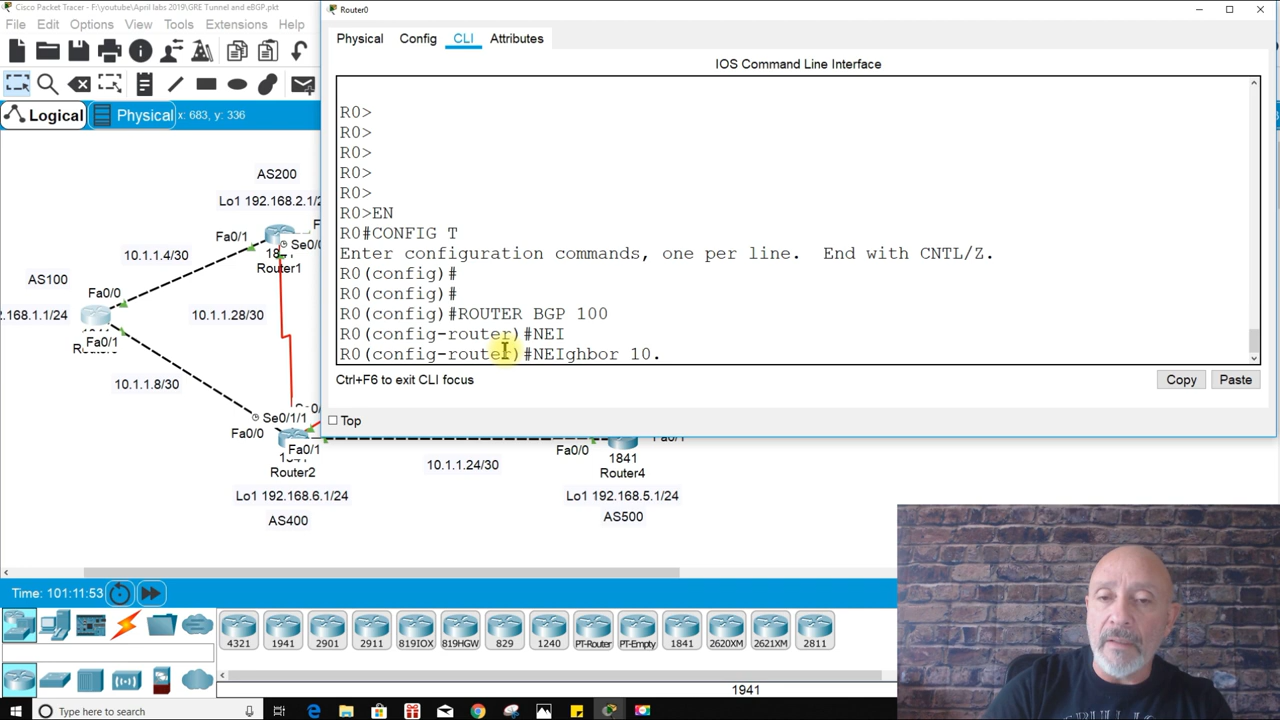 Cisco Packet Tracer - F:\youtube\April labs 2019\GRE Tunnel and eBGP.pkt
File Edit Options View Tools Extensions Help
Logical Physical x: 683, y: 336
Router0
Physical Config CLI Attributes
IOS Command Line Interface
R0>
R0>
R0>
R0>
R0>
R0>EN
R0#CONFIG T
Enter configuration commands, one per line. End with CNTL/Z.
R0(config)#
R0(config)#
R0(config)#ROUTER BGP 100
R0(config-router)#NEI
R0(config-router)#NEIghbor 10.
Ctrl+F6 to exit CLI focus
Copy Paste
Top
AS200
Lo1 192.168.2.1/2
Fa0/1
Se0/
Router1
10.1.1.4/30
AS100
Fa0/0
.168.1.1/24
Fa0/1
10.1.1.28/30
10.1.1.8/30
Se0/1/1
Fa0/0
Fa0/1
1841
Router2
10.1.1.24/30
Fa0/0
Fa0/1
1841
Router4
Lo1 192.168.6.1/24
AS400
Lo1 192.168.5.1/24
AS500
Time: 101:11:53
4321 1941 2901 2911 819IOX 819HGW 829 1240 PT-Router PT-Empty 1841 2620XM 2621XM 2811
1941
Type here to search